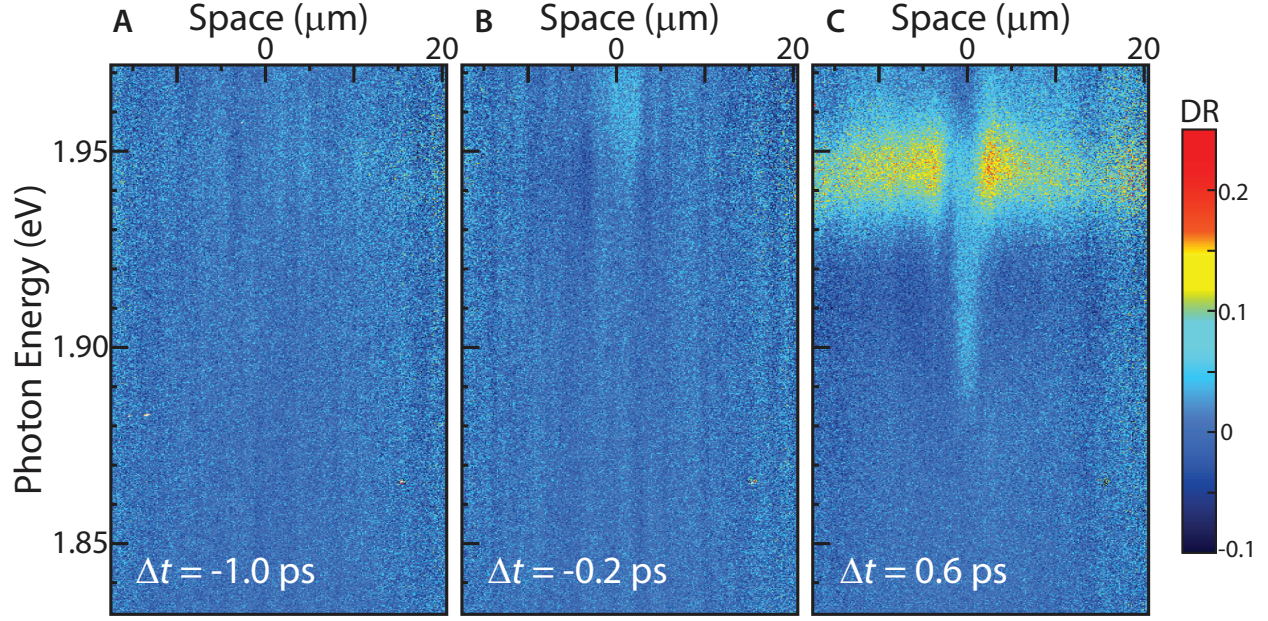 A Space (μm)
0 20
B Space (μm)
0 20
C Space (μm)
0 20
Photon Energy (eV)
1.95
1.90
1.85
Δt = -1.0 ps
Δt = -0.2 ps
Δt = 0.6 ps
DR
0.2
0.1
0
-0.1